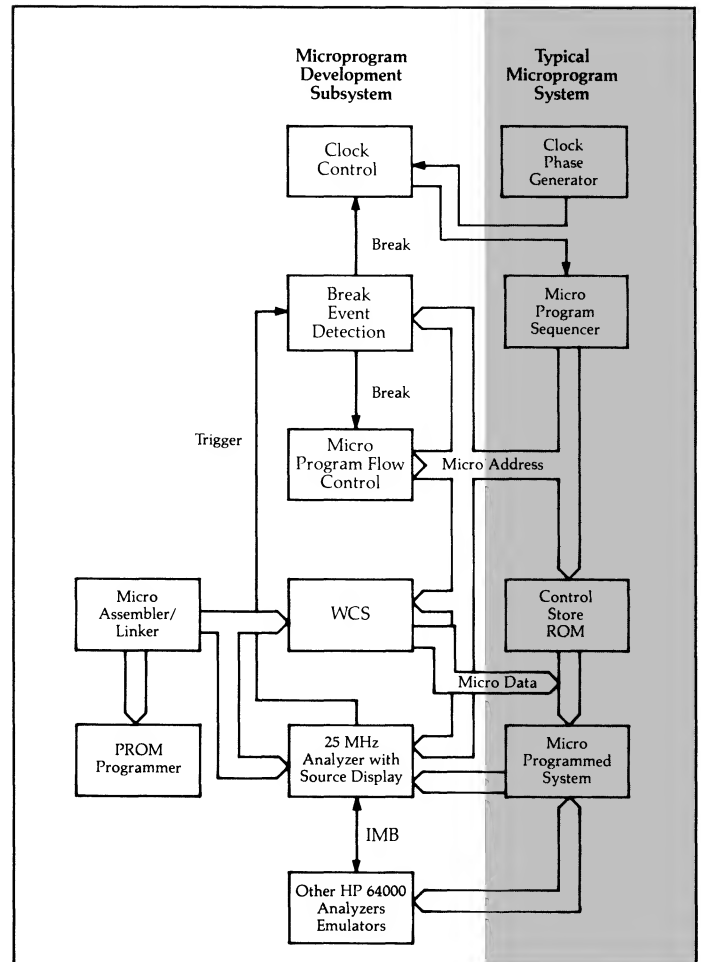 Microprogram
Development
Subsystem
Typical
Microprogram
System
Clock
Control
Clock
Phase
Generator
Break
Break
Event
Detection
Micro
Program
Sequencer
Break
Trigger
Micro
Program Flow
Control
Micro Address
Micro
Assembler/
Linker
WCS
Control
Store
ROM
Micro Data
PROM
Programmer
25 MHz
Analyzer with
Source Display
Micro
Programmed
System
IMB
Other HP 64000
Analyzers
Emulators